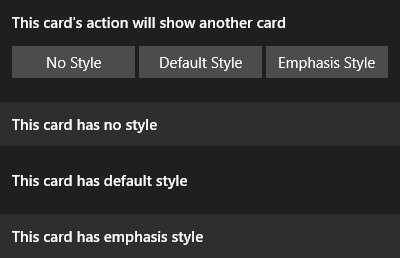 This card's action will show another card
No Style
Default Style
Emphasis Style
This card has no style
This card has default style
This card has emphasis style